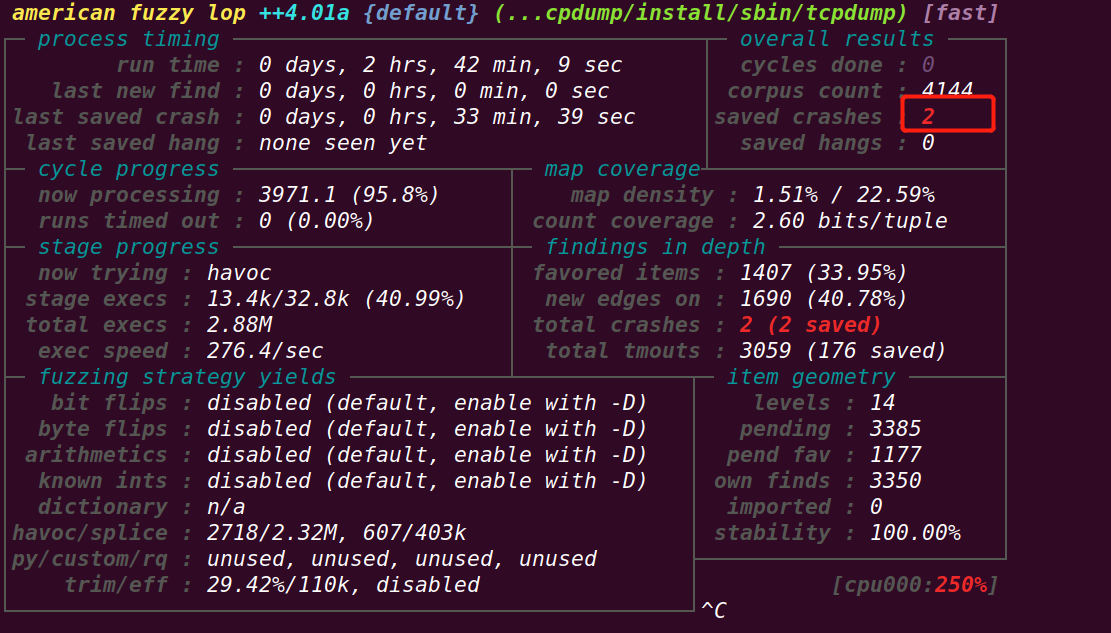 american fuzzy lop ++4.01a {default} (...cpdump/install/sbin/tcpdump) [fast]
process timing overall results
run time : 0 days, 2 hrs, 42 min, 9 sec cycles done : 0
last new find : 0 days, 0 hrs, 0 min, 0 sec corpus count : 4144
last saved crash : 0 days, 0 hrs, 33 min, 39 sec saved crashes : 2
last saved hang : none seen yet saved hangs : 0
cycle progress map coverage
now processing : 3971.1 (95.8%) map density : 1.51% / 22.59%
runs timed out : 0 (0.00%) count coverage : 2.60 bits/tuple
stage progress findings in depth
now trying : havoc favored items : 1407 (33.95%)
stage execs : 13.4k/32.8k (40.99%) new edges on : 1690 (40.78%)
total execs : 2.88M total crashes : 2 (2 saved)
exec speed : 276.4/sec total tmouts : 3059 (176 saved)
fuzzing strategy yields item geometry
bit flips : disabled (default, enable with -D) levels : 14
byte flips : disabled (default, enable with -D) pending : 3385
arithmetics : disabled (default, enable with -D) pend fav : 1177
known ints : disabled (default, enable with -D) own finds : 3350
dictionary : n/a imported : 0
havoc/splice : 2718/2.32M, 607/403k stability : 100.00%
py/custom/rq : unused, unused, unused, unused
trim/eff : 29.42%/110k, disabled [cpu000:250%]
^C